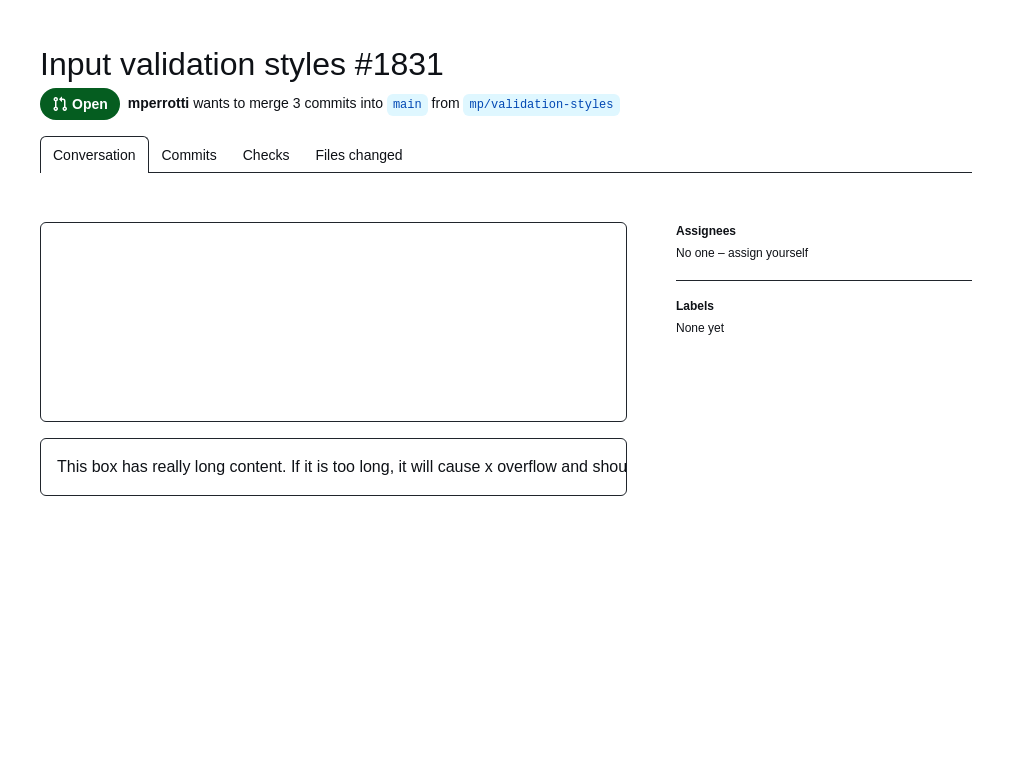 Input validation styles #1831
Open mperrotti wants to merge 3 commits into main from mp/validation-styles
Conversation Commits Checks Files changed
Assignees
No one – assign yourself
Labels
None yet
This box has really long content. If it is too long, it will cause x overflow and shou